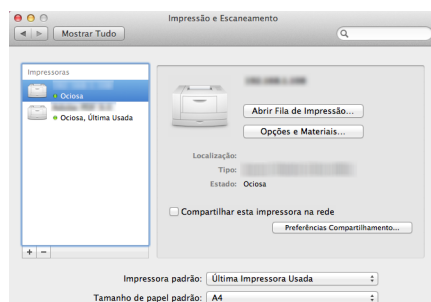 Impressão e Escaneamento
Mostrar Tudo
Impressoras
Ociosa
Ociosa, Última Usada
Abrir Fila de Impressão...
Opções e Materiais...
Localização:
Tipo:
Estado: Ociosa
Compartilhar esta impressora na rede
Preferências Compartilhamento...
+ −
Impressora padrão: Última Impressora Usada
Tamanho de papel padrão: A4